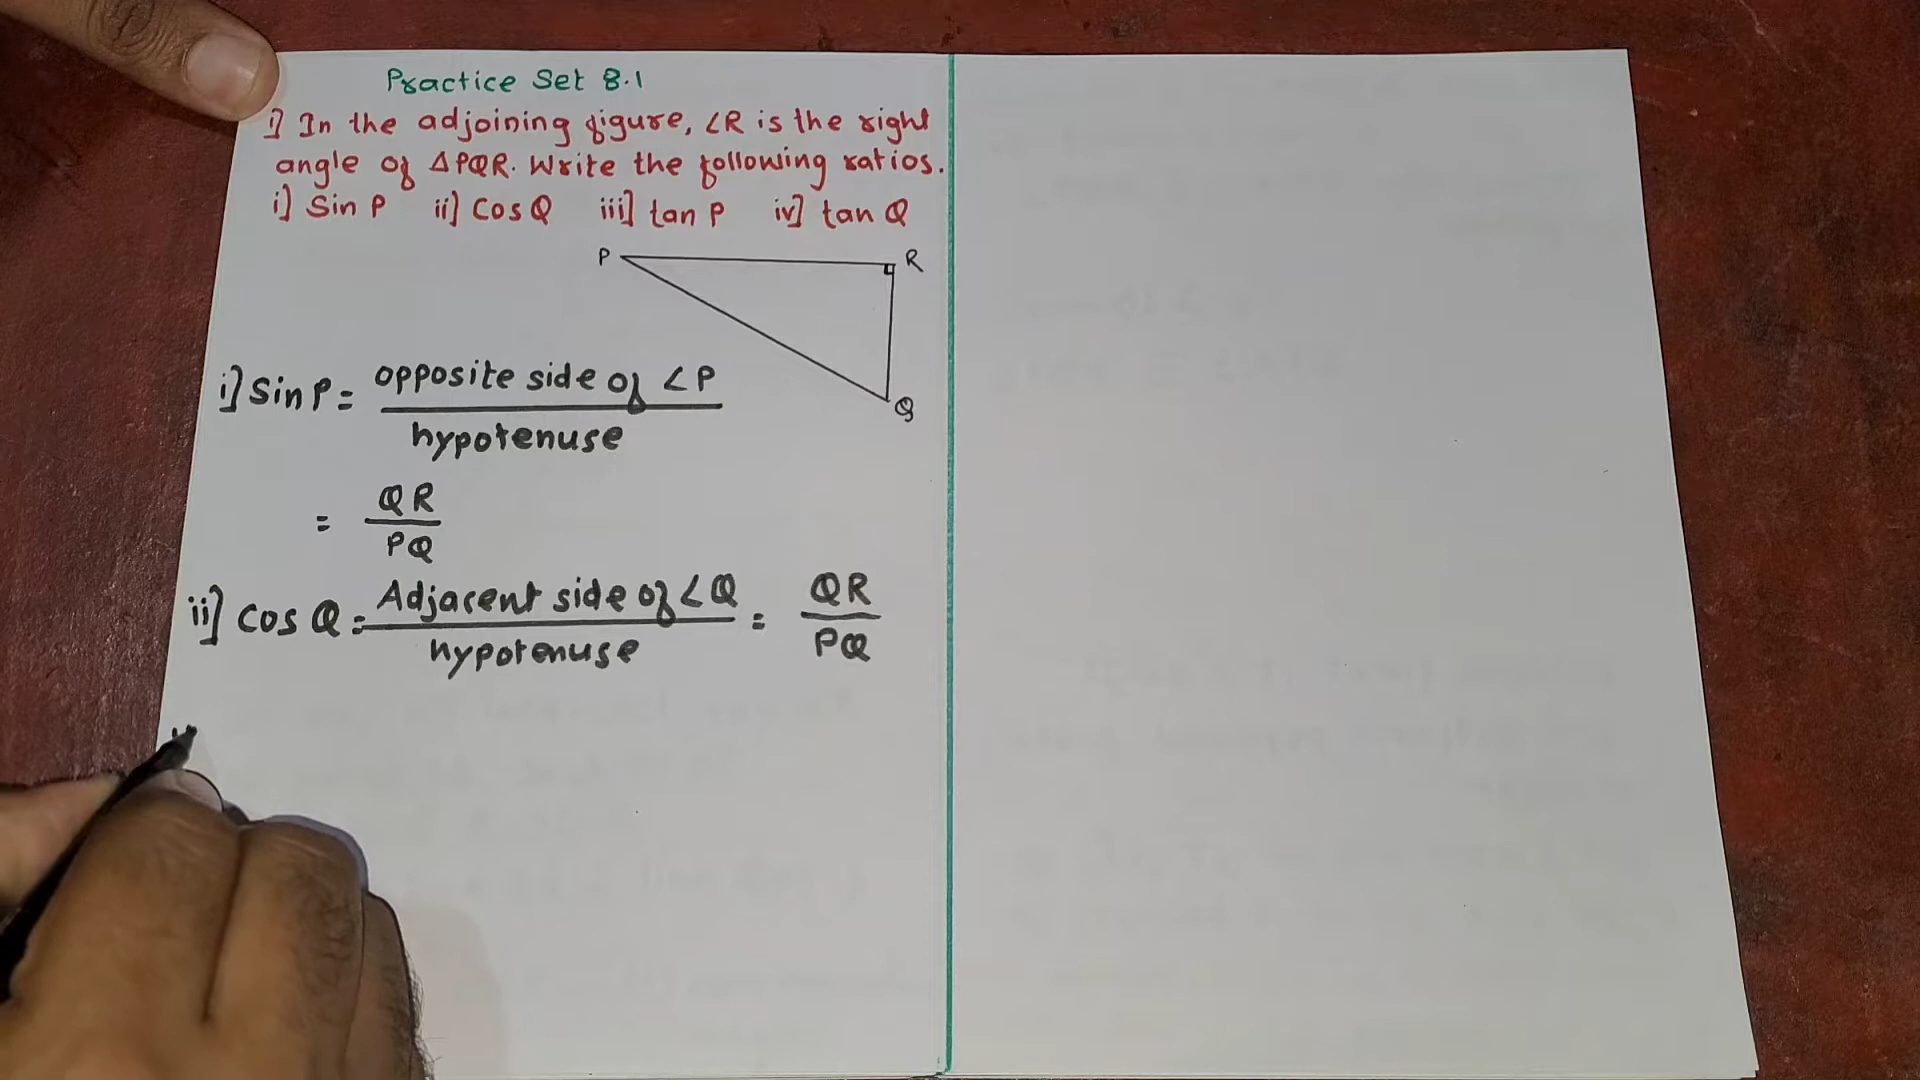 Practice Set 8.1
1] In the adjoining figure, ∠R is the right
angle of △PQR. Write the following ratios.
i] Sin P ii] Cos Q iii] tan P iv] tan Q
P R
Q
i] Sin P = opposite side of ∠P
hypotenuse
= QR
PQ
ii] cos Q = Adjacent side of ∠Q = QR
hypotenuse PQ